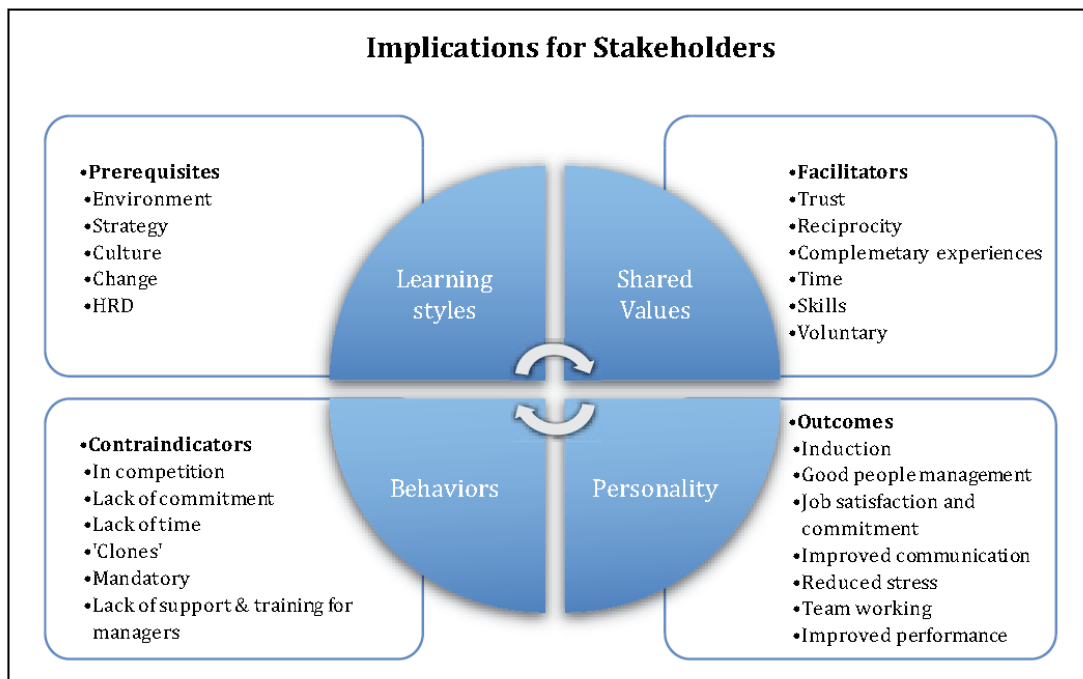 Implications for Stakeholders
•Prerequisites
•Environment
•Strategy
•Culture
•Change
•HRD
Learning
styles
Shared
Values
•Facilitators
•Trust
•Reciprocity
•Complemetary experiences
•Time
•Skills
•Voluntary
•Contraindicators
•In competition
•Lack of commitment
•Lack of time
•'Clones'
•Mandatory
•Lack of support & training for
managers
Behaviors
Personality
•Outcomes
•Induction
•Good people management
•Job satisfaction and
commitment
•Improved communication
•Reduced stress
•Team working
•Improved performance